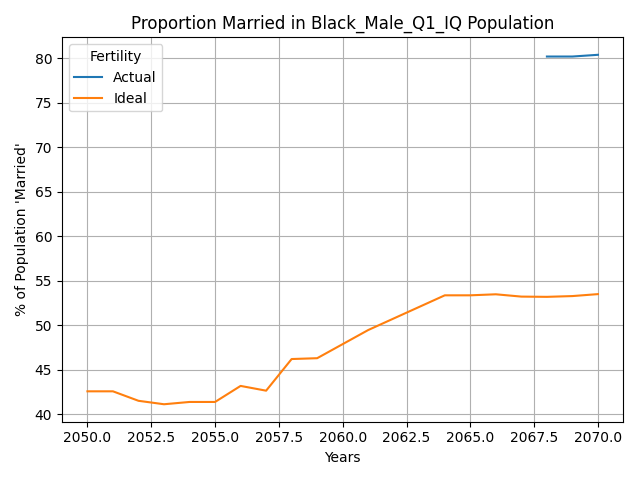 Proportion Married in Black_Male_Q1_IQ Population
Fertility
Actual
Ideal
% of Population 'Married'
80
75
70
65
60
55
50
45
40
2050.0 2052.5 2055.0 2057.5 2060.0 2062.5 2065.0 2067.5 2070.0
Years